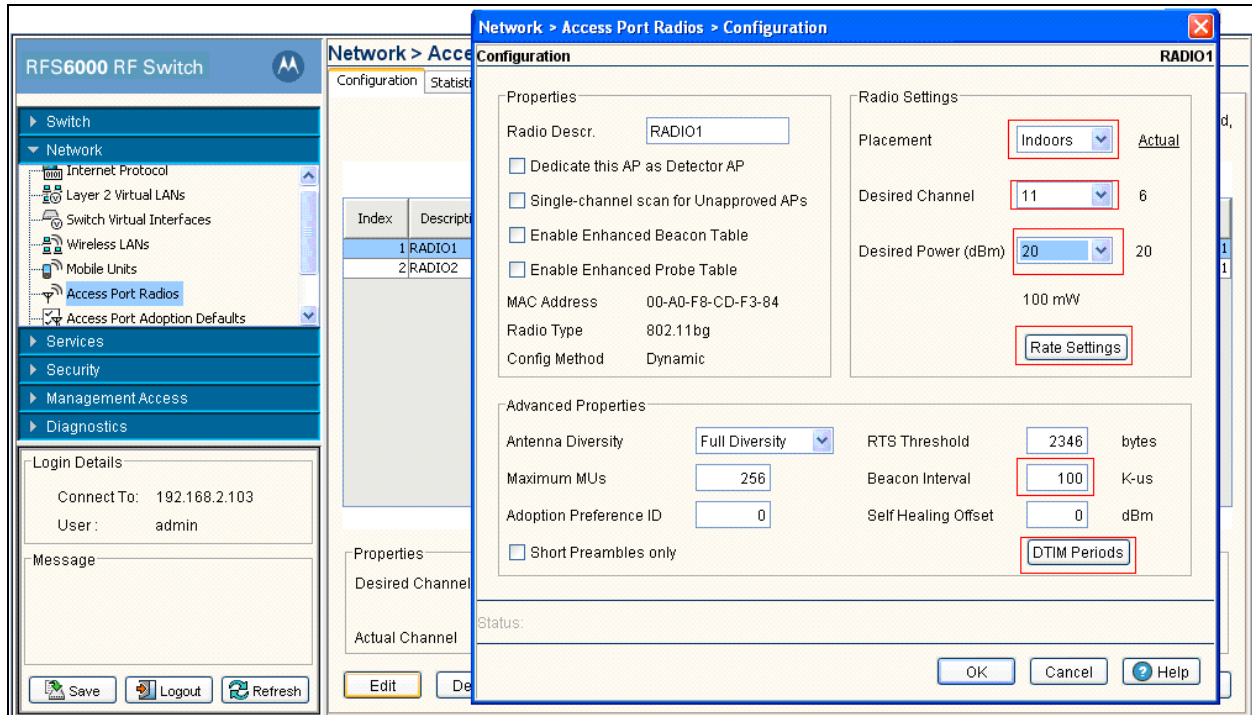 RFS6000 RF Switch
Switch
Network
Internet Protocol
Layer 2 Virtual LANs
Switch Virtual Interfaces
Wireless LANs
Mobile Units
Access Port Radios
Access Port Adoption Defaults
Services
Security
Management Access
Diagnostics
Login Details
Connect To: 192.168.2.103
User : admin
Message
Save Logout Refresh
Network > Acce
Configuration Statisti
d,
Index Descripti
1 RADIO1 1
2 RADIO2 1
Properties
Desired Channel
Actual Channel
Edit De
Network > Access Port Radios > Configuration
Configuration RADIO1
Properties
Radio Descr. RADIO1
Dedicate this AP as Detector AP
Single-channel scan for Unapproved APs
Enable Enhanced Beacon Table
Enable Enhanced Probe Table
MAC Address 00-A0-F8-CD-F3-84
Radio Type 802.11bg
Config Method Dynamic
Radio Settings
Placement Indoors Actual
Desired Channel 11 6
Desired Power (dBm) 20 20
100 mW
Rate Settings
Advanced Properties
Antenna Diversity Full Diversity RTS Threshold 2346 bytes
Maximum MUs 256 Beacon Interval 100 K-us
Adoption Preference ID 0 Self Healing Offset 0 dBm
Short Preambles only DTIM Periods
Status:
OK Cancel Help